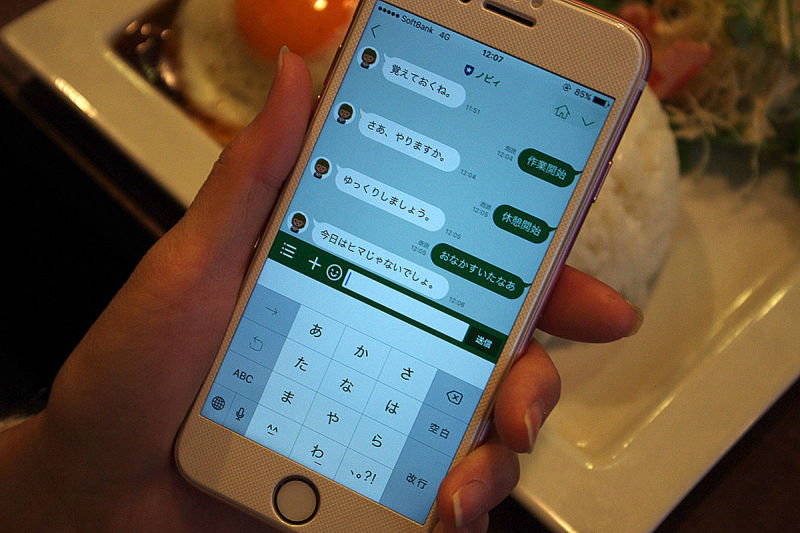 SoftBank 4G 12:07 85%
ノビィ
覚えておくね。
11:51
既読
12:04
作業開始
さあ、やりますか。
12:04
既読
12:05
休憩開始
ゆっくりしましょう。
12:05
既読
12:05
おなかすいたなあ
今日はヒマじゃないでしょ。
12:06
送信
→ あ か さ
た な は
ABC ま や ら 空白
^^ わ 、。?! 改行